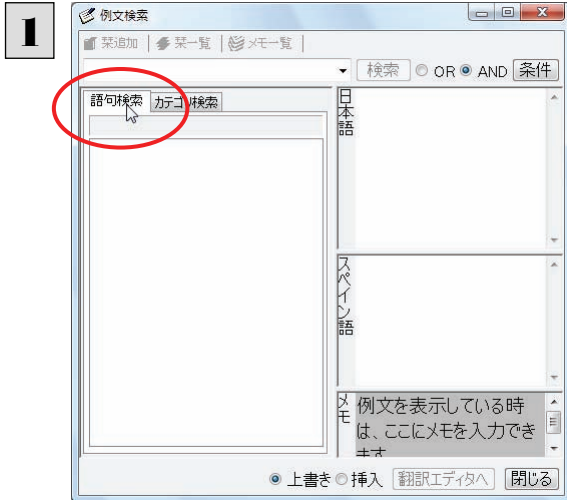 1
例文検索
栞追加 栞一覧 メモ一覧
検索 OR AND 条件
語句検索 カテゴリ検索
日本語
スペイン語
メモ
例文を表示している時
は、ここにメモを入力でき
ます
上書き 挿入 翻訳エディタへ 閉じる